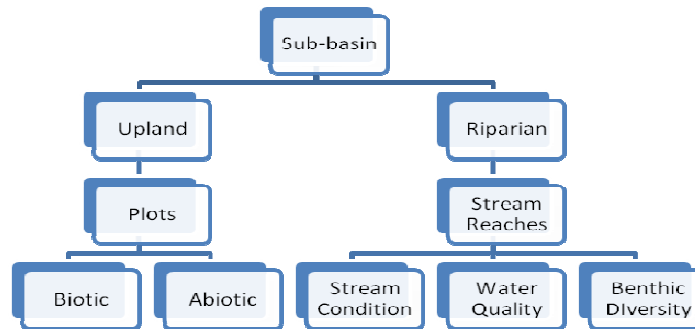 Sub-basin
Upland
Riparian
Plots
Stream
Reaches
Biotic
Abiotic
Stream
Condition
Water
Quality
Benthic
DIversity